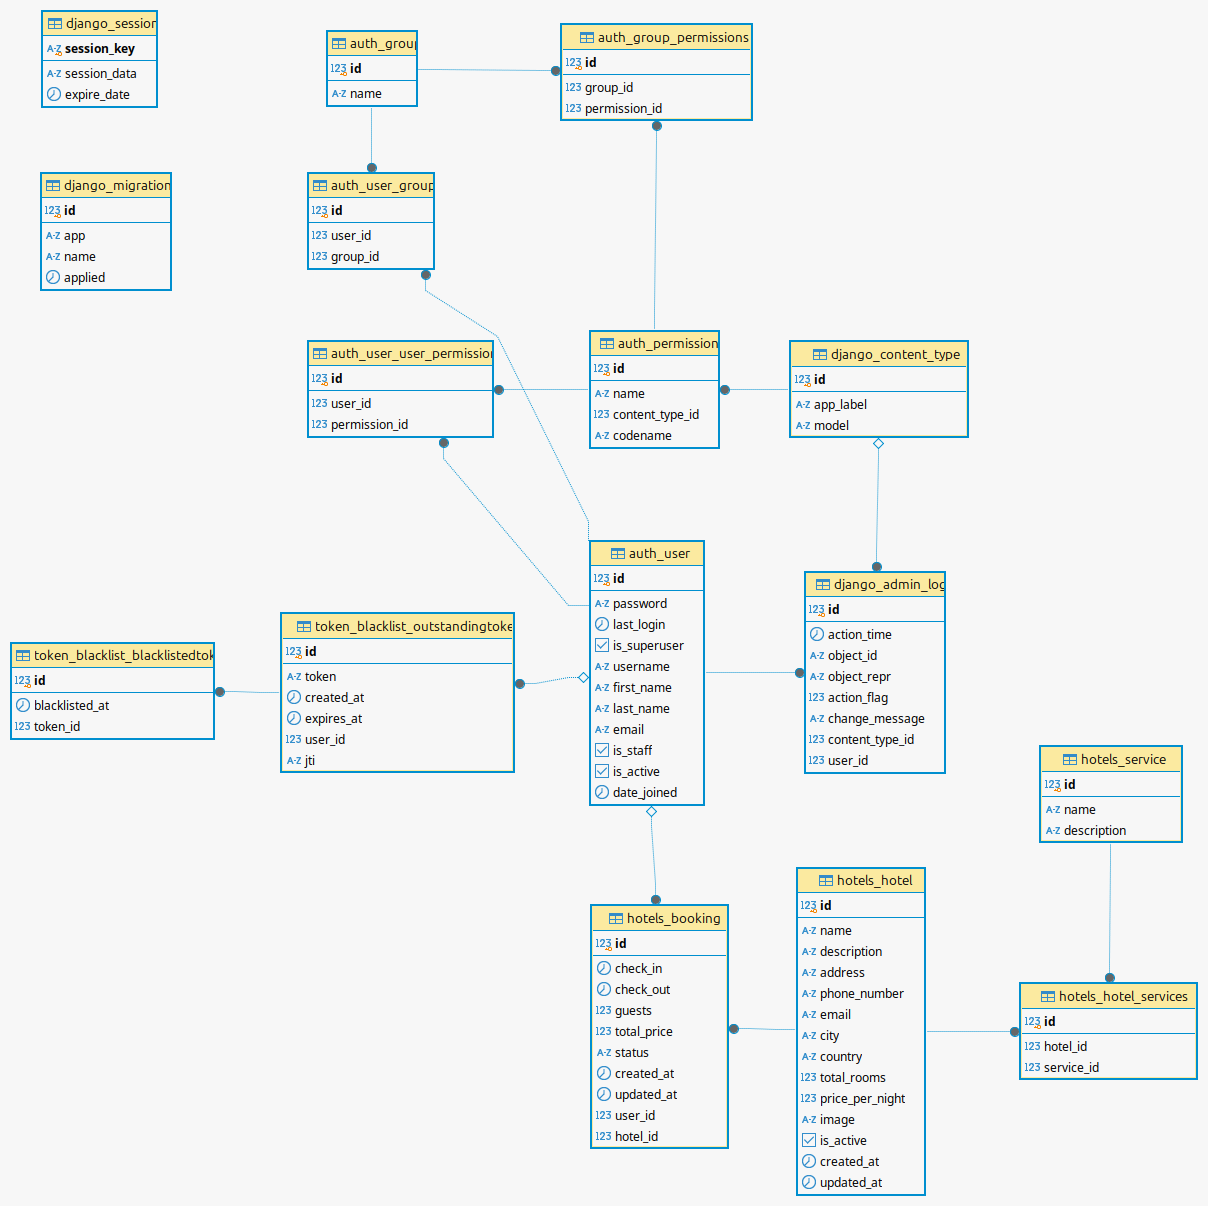 django_session
A-Z session_key
A-Z session_data
expire_date
auth_group
123 id
A-Z name
auth_group_permissions
123 id
123 group_id
123 permission_id
django_migration
123 id
A-Z app
A-Z name
applied
auth_user_group
123 id
123 user_id
123 group_id
auth_user_user_permission
123 id
123 user_id
123 permission_id
auth_permission
123 id
A-Z name
123 content_type_id
A-Z codename
django_content_type
123 id
A-Z app_label
A-Z model
auth_user
123 id
A-Z password
last_login
is_superuser
A-Z username
A-Z first_name
A-Z last_name
A-Z email
is_staff
is_active
date_joined
django_admin_log
123 id
action_time
A-Z object_id
A-Z object_repr
123 action_flag
A-Z change_message
123 content_type_id
123 user_id
token_blacklist_outstandingtoke
123 id
A-Z token
created_at
expires_at
123 user_id
A-Z jti
token_blacklist_blacklistedtok
123 id
blacklisted_at
123 token_id
hotels_service
123 id
A-Z name
A-Z description
hotels_hotel
123 id
A-Z name
A-Z description
A-Z address
A-Z phone_number
A-Z email
A-Z city
A-Z country
123 total_rooms
123 price_per_night
A-Z image
is_active
created_at
updated_at
hotels_booking
123 id
check_in
check_out
123 guests
123 total_price
A-Z status
created_at
updated_at
123 user_id
123 hotel_id
hotels_hotel_services
123 id
123 hotel_id
123 service_id